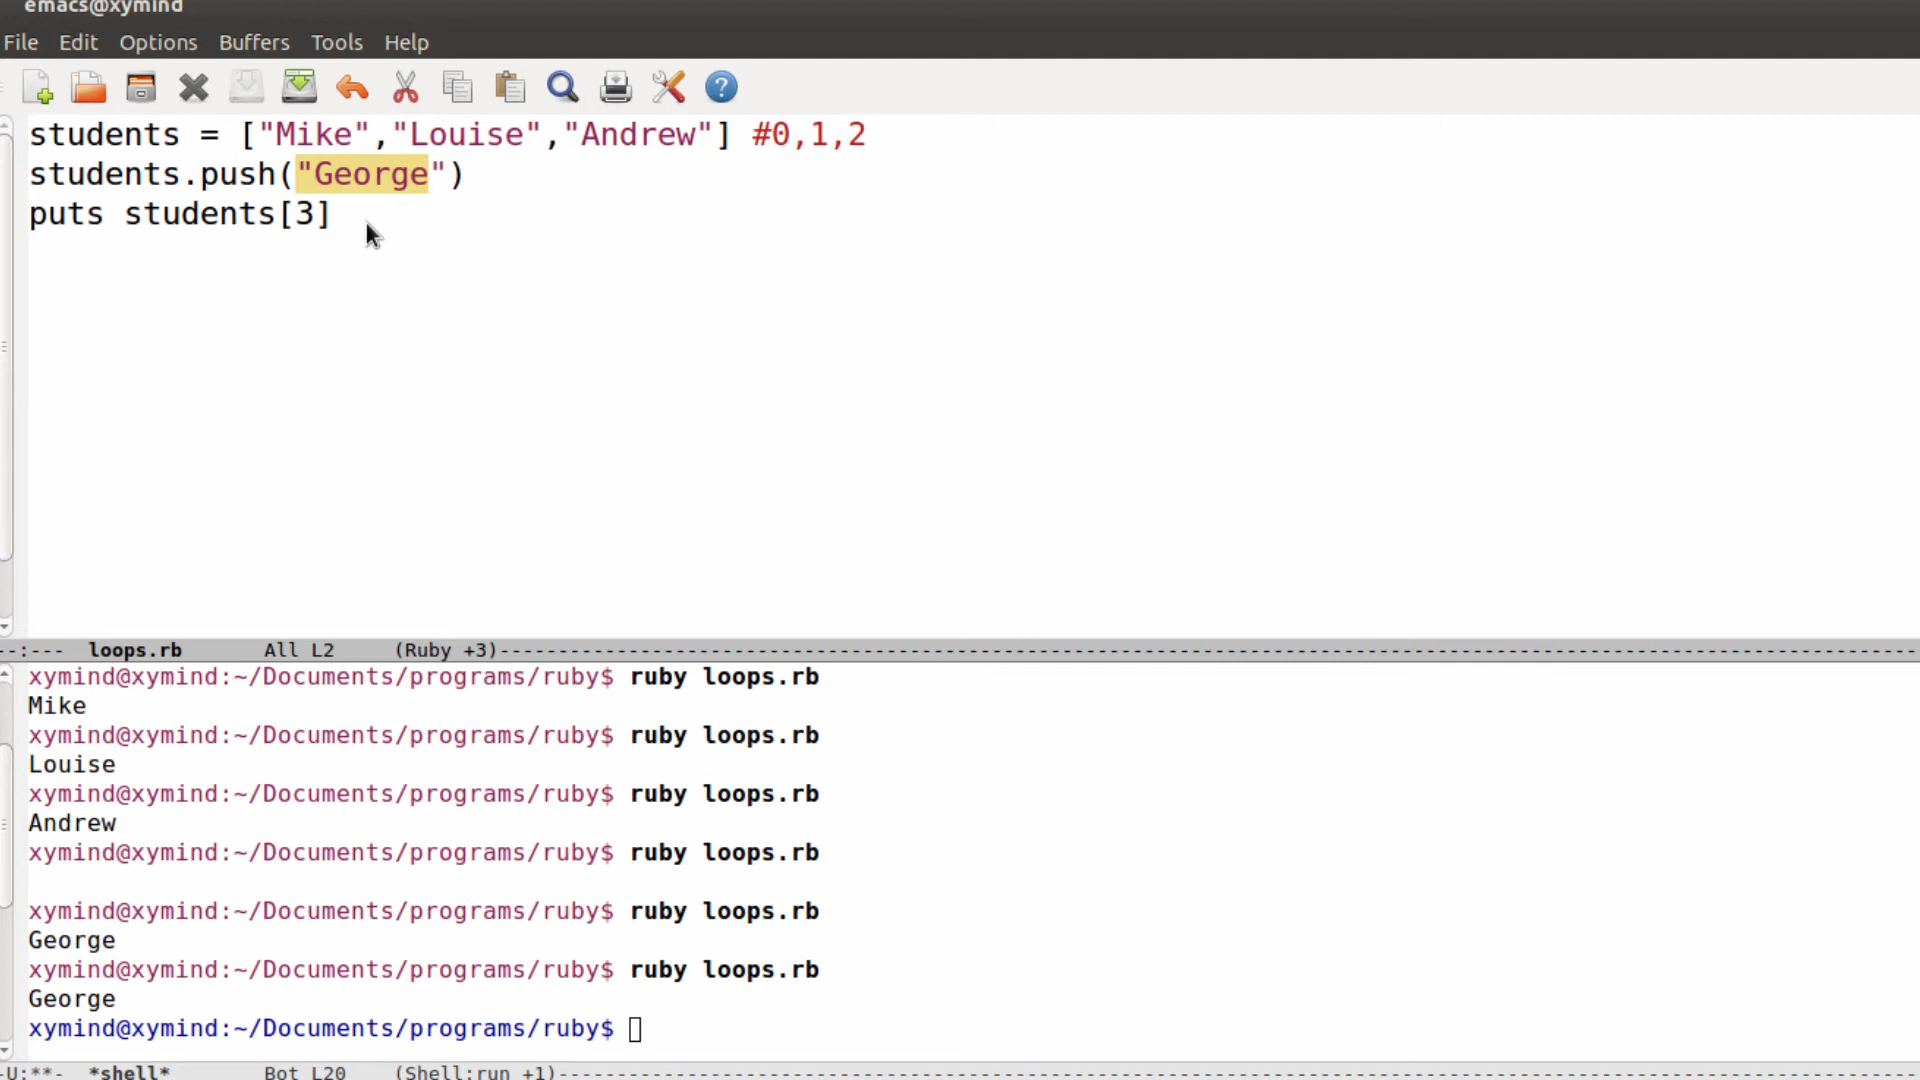 emacs@xymind
File Edit Options Buffers Tools Help
students = ["Mike","Louise","Andrew"] #0,1,2
students.push("George")
puts students[3]
--:--- loops.rb All L2 (Ruby +3)
xymind@xymind:~/Documents/programs/ruby$ ruby loops.rb
Mike
xymind@xymind:~/Documents/programs/ruby$ ruby loops.rb
Louise
xymind@xymind:~/Documents/programs/ruby$ ruby loops.rb
Andrew
xymind@xymind:~/Documents/programs/ruby$ ruby loops.rb
xymind@xymind:~/Documents/programs/ruby$ ruby loops.rb
George
xymind@xymind:~/Documents/programs/ruby$ ruby loops.rb
George
xymind@xymind:~/Documents/programs/ruby$
-U:**- *shell* Bot L20 (Shell:run +1)